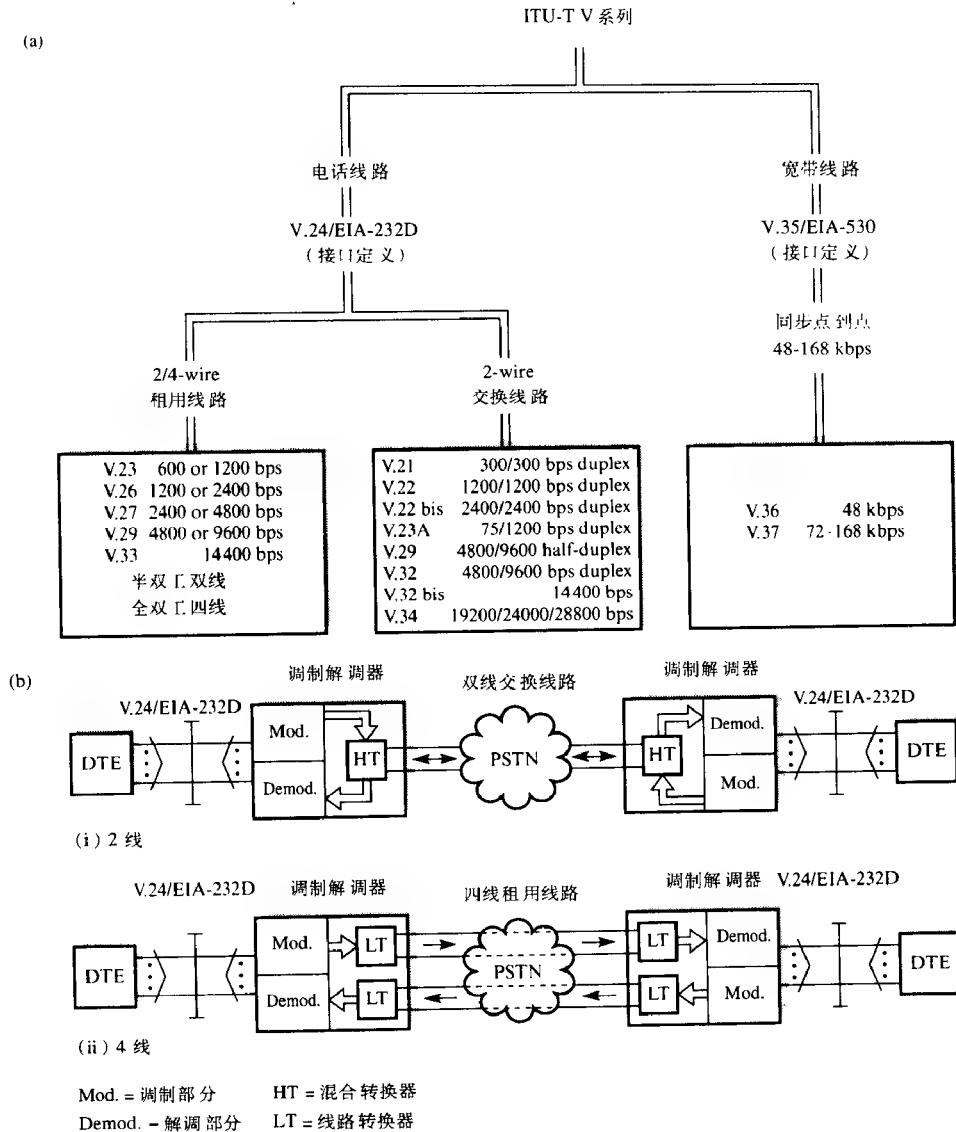 ITU-T V 系列
(a)
电话线路
宽带线路
V.24/EIA-232D
(接口定义)
V.35/EIA-530
(接口定义)
同步点到点
48-168 kbps
2/4-wire
租用线路
2-wire
交换线路
V.23 600 or 1200 bps
V.26 1200 or 2400 bps
V.27 2400 or 4800 bps
V.29 4800 or 9600 bps
V.33 14400 bps
半双工双线
全双工四线
V.21 300/300 bps duplex
V.22 1200/1200 bps duplex
V.22 bis 2400/2400 bps duplex
V.23A 75/1200 bps duplex
V.29 4800/9600 half-duplex
V.32 4800/9600 bps duplex
V.32 bis 14400 bps
V.34 19200/24000/28800 bps
V.36 48 kbps
V.37 72-168 kbps
(b)
调制解调器 双线交换线路 调制解调器
V.24/EIA-232D V.24/EIA-232D
DTE Mod. Demod. HT PSTN HT Demod. Mod. DTE
(i) 2 线
V.24/EIA-232D 调制解调器 四线租用线路 调制解调器 V.24/EIA-232D
DTE Mod. LT Demod. LT PSTN LT Demod. LT Mod. DTE
(ii) 4 线
Mod. = 调制部分 HT = 混合转换器
Demod. - 解调部分 LT = 线路转换器